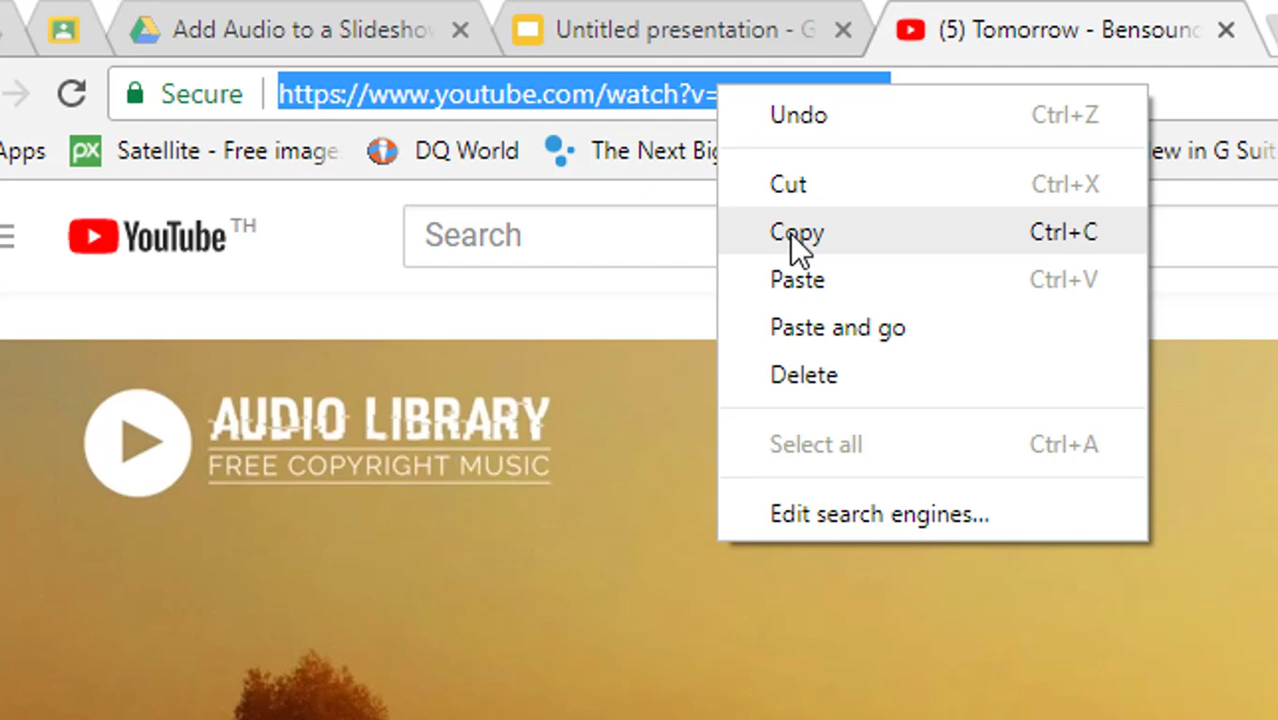 Add Audio to a Slidesho
Untitled presentation - G
(5) Tomorrow - Bensound
Secure
https://www.youtube.com/watch?v=
Apps
Satellite - Free image
DQ World
The Next Big
ew in G Suit
YouTube TH
Search
Undo Ctrl+Z
Cut Ctrl+X
Copy Ctrl+C
Paste Ctrl+V
Paste and go
Delete
Select all Ctrl+A
Edit search engines...
AUDIO LIBRARY
FREE COPYRIGHT MUSIC